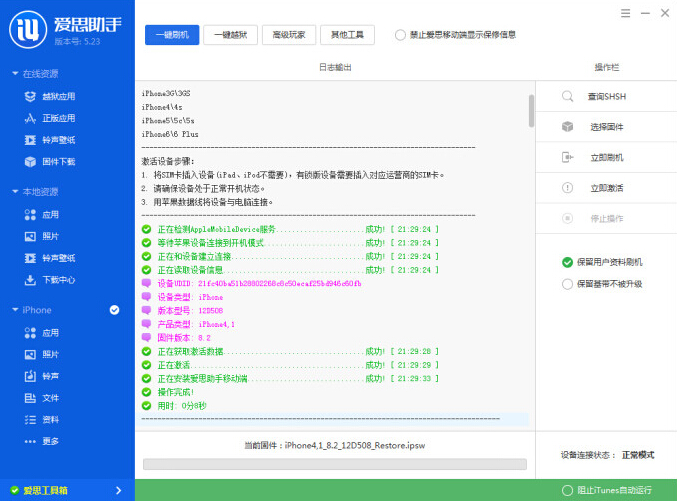 爱思助手
版本号: 5.23
在线资源
越狱应用
正版应用
铃声壁纸
固件下载
本地资源
应用
照片
铃声壁纸
下载中心
iPhone
应用
照片
铃声
文件
资料
更多
爱思工具箱
一键刷机
一键越狱
高级玩家
其他工具
禁止爱思移动端显示保修信息
日志输出
iPhone3G\3GS
iPhone4\4s
iPhone5\5c\5s
iPhone6\6 Plus
激活设备步骤:
1. 将SIM卡插入设备(iPad、iPod不需要), 有锁版设备需要插入对应运营商的SIM卡。
2. 请确保设备处于正常开机状态。
3. 用苹果数据线将设备与电脑连接。
正在检测AppleMobileDevice服务......................成功! [ 21:29:24 ]
等待苹果设备连接到开机模式.........................成功! [ 21:29:24 ]
正在和设备建立连接.................................成功! [ 21:29:24 ]
正在读取设备信息...................................成功! [ 21:29:24 ]
设备UDID:
设备类型: iPhone
版本型号: 12D508
产品类型: iPhone4,1
固件版本: 8.2
正在获取激活数据...................................成功! [ 21:29:28 ]
正在激活...........................................成功! [ 21:29:29 ]
正在安装爱思助手移动端.............................成功! [ 21:29:33 ]
操作完成!
用时: 0分8秒
当前固件：iPhone4,1_8.2_12D508_Restore.ipsw
操作栏
查询SHSH
选择固件
立即刷机
立即激活
停止操作
保留用户资料刷机
保留基带不被升级
设备连接状态： 正常模式
阻止iTunes自动运行